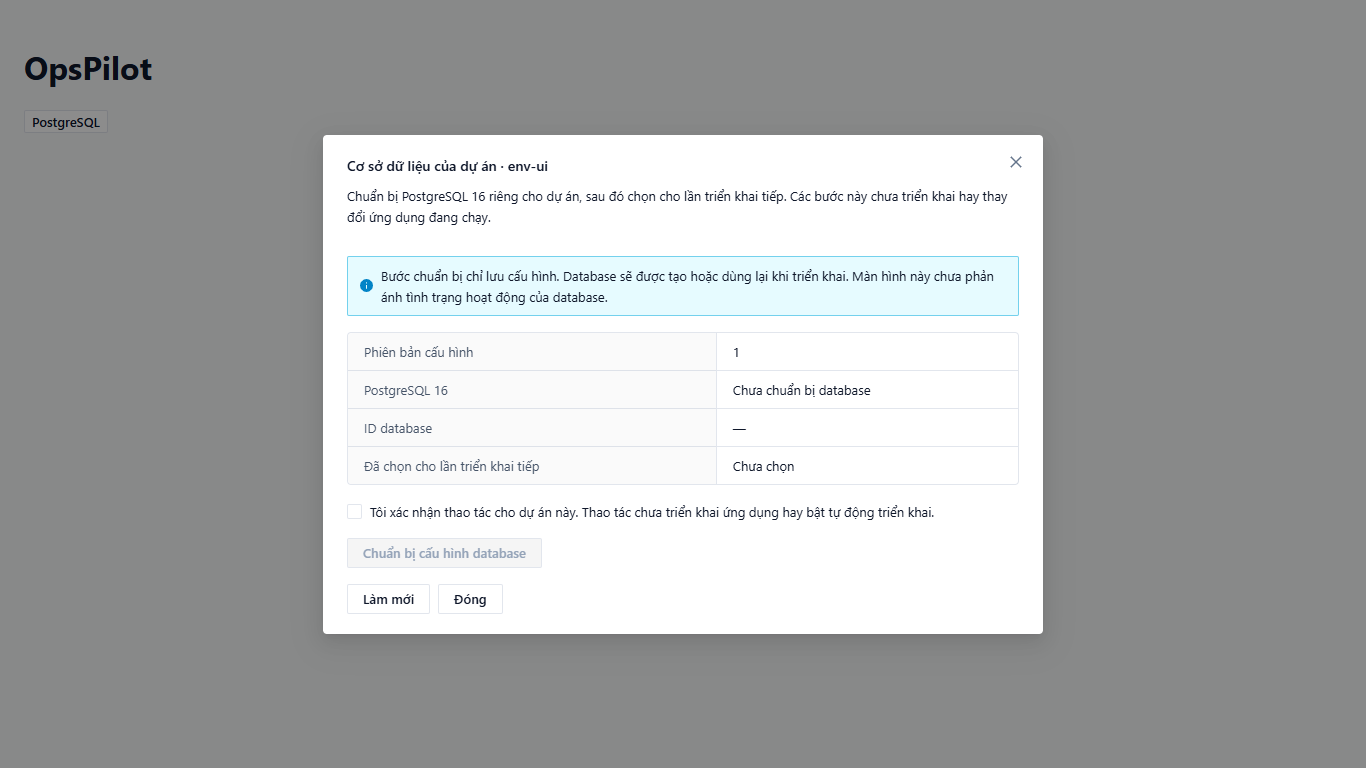 OpsPilot
PostgreSQL
Cơ sở dữ liệu của dự án · env-ui
Chuẩn bị PostgreSQL 16 riêng cho dự án, sau đó chọn cho lần triển khai tiếp. Các bước này chưa triển khai hay thay
đổi ứng dụng đang chạy.
Bước chuẩn bị chỉ lưu cấu hình. Database sẽ được tạo hoặc dùng lại khi triển khai. Màn hình này chưa phản
ánh tình trạng hoạt động của database.
Phiên bản cấu hình 1
PostgreSQL 16 Chưa chuẩn bị database
ID database —
Đã chọn cho lần triển khai tiếp Chưa chọn
Tôi xác nhận thao tác cho dự án này. Thao tác chưa triển khai ứng dụng hay bật tự động triển khai.
Chuẩn bị cấu hình database
Làm mới Đóng